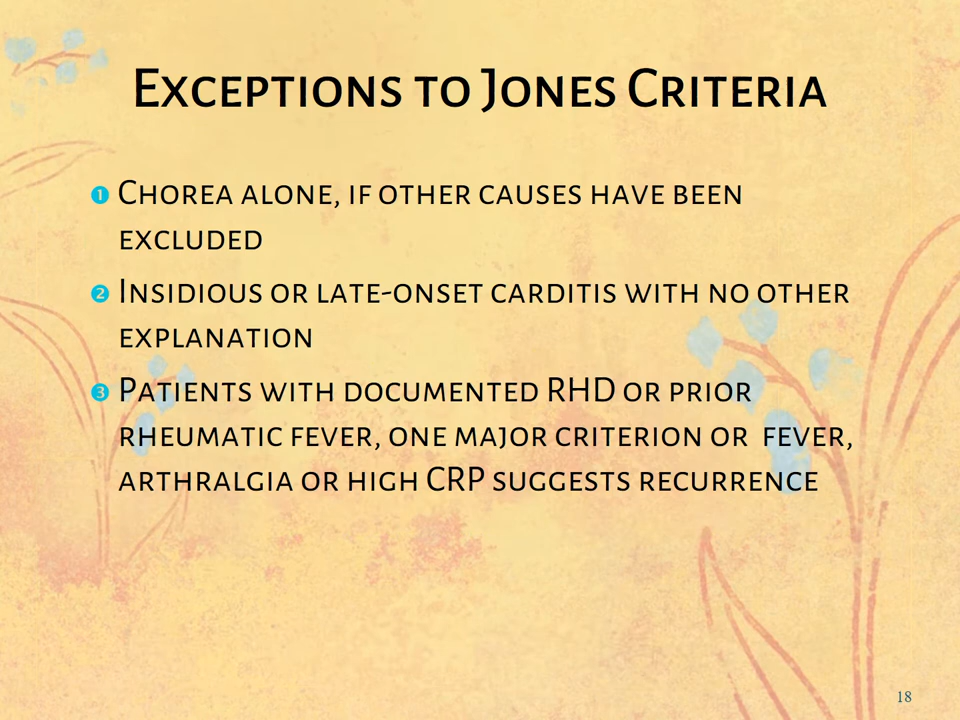 Exceptions to Jones Criteria
❶ Chorea alone, if other causes have been
excluded
❷ Insidious or late-onset carditis with no other
explanation
❸ Patients with documented RHD or prior
rheumatic fever, one major criterion or fever,
arthralgia or high CRP suggests recurrence
18